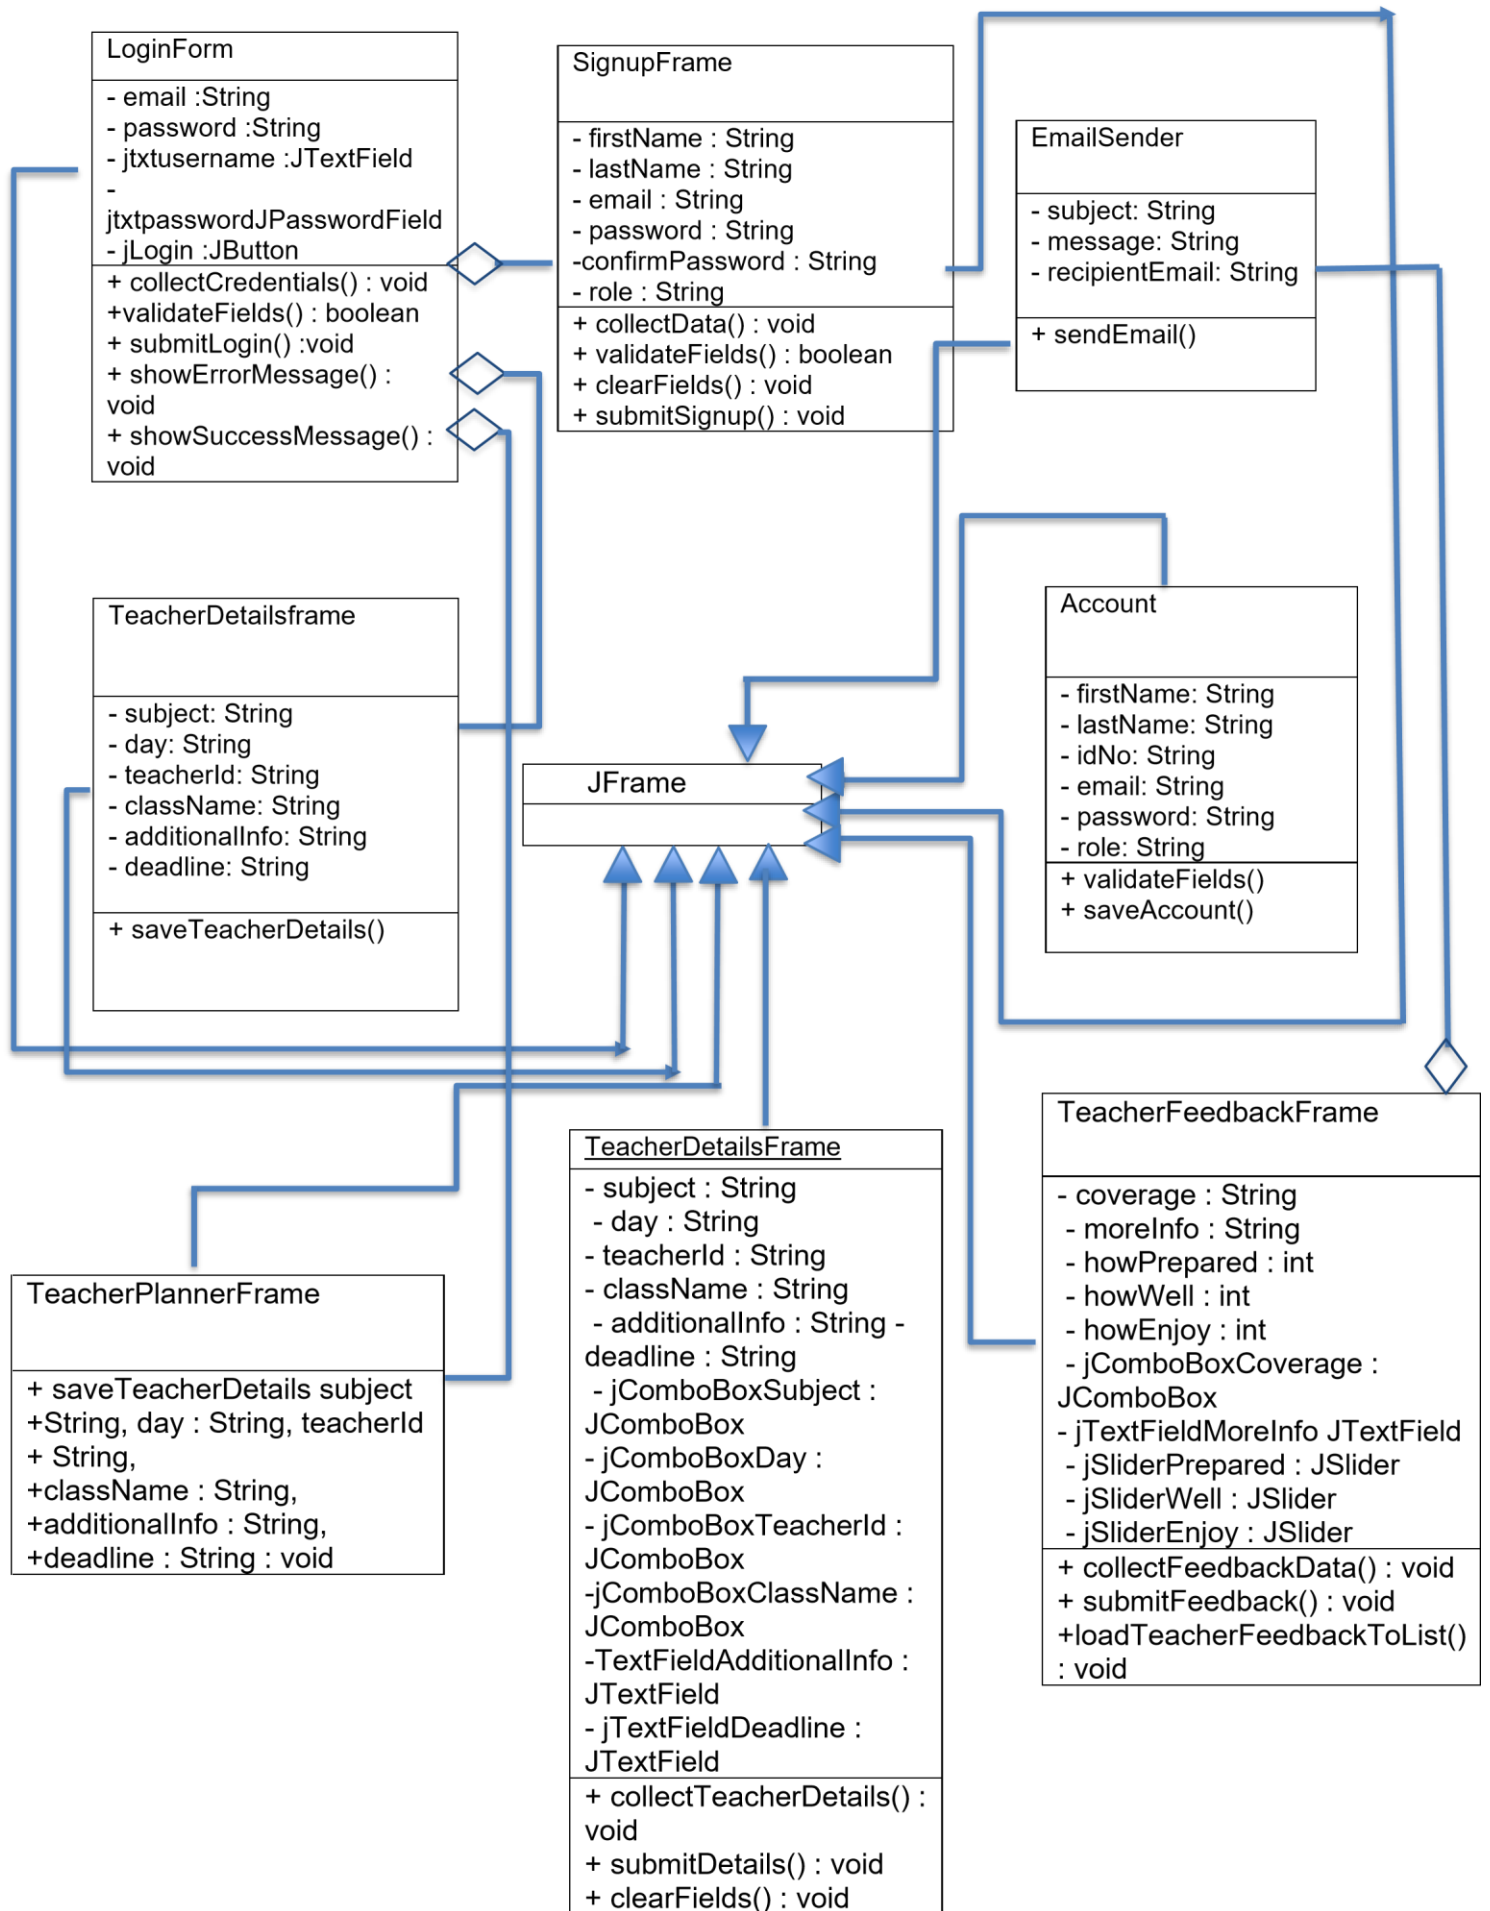 LoginForm
- email :String
- password :String
- jtxtusername :JTextField
-
jtxtpasswordJPasswordField
- jLogin :JButton
+ collectCredentials() : void
+validateFields() : boolean
+ submitLogin() :void
+ showErrorMessage() :
void
+ showSuccessMessage() :
void
SignupFrame
- firstName : String
- lastName : String
- email : String
- password : String
-confirmPassword : String
- role : String
+ collectData() : void
+ validateFields() : boolean
+ clearFields() : void
+ submitSignup() : void
EmailSender
- subject: String
- message: String
- recipientEmail: String
+ sendEmail()
TeacherDetailsframe
- subject: String
- day: String
- teacherId: String
- className: String
- additionalInfo: String
- deadline: String
+ saveTeacherDetails()
JFrame
Account
- firstName: String
- lastName: String
- idNo: String
- email: String
- password: String
- role: String
+ validateFields()
+ saveAccount()
TeacherPlannerFrame
+ saveTeacherDetails subject
+String, day : String, teacherId
+ String,
+className : String,
+additionalInfo : String,
+deadline : String : void
TeacherDetailsFrame
- subject : String
- day : String
- teacherId : String
- className : String
- additionalInfo : String -
deadline : String
- jComboBoxSubject :
JComboBox
- jComboBoxDay :
JComboBox
- jComboBoxTeacherId :
JComboBox
-jComboBoxClassName :
JComboBox
-TextFieldAdditionalInfo :
JTextField
- jTextFieldDeadline :
JTextField
+ collectTeacherDetails() :
void
+ submitDetails() : void
+ clearFields() : void
TeacherFeedbackFrame
- coverage : String
- moreInfo : String
- howPrepared : int
- howWell : int
- howEnjoy : int
- jComboBoxCoverage :
JComboBox
- jTextFieldMoreInfo JTextField
- jSliderPrepared : JSlider
- jSliderWell : JSlider
- jSliderEnjoy : JSlider
+ collectFeedbackData() : void
+ submitFeedback() : void
+loadTeacherFeedbackToList()
: void